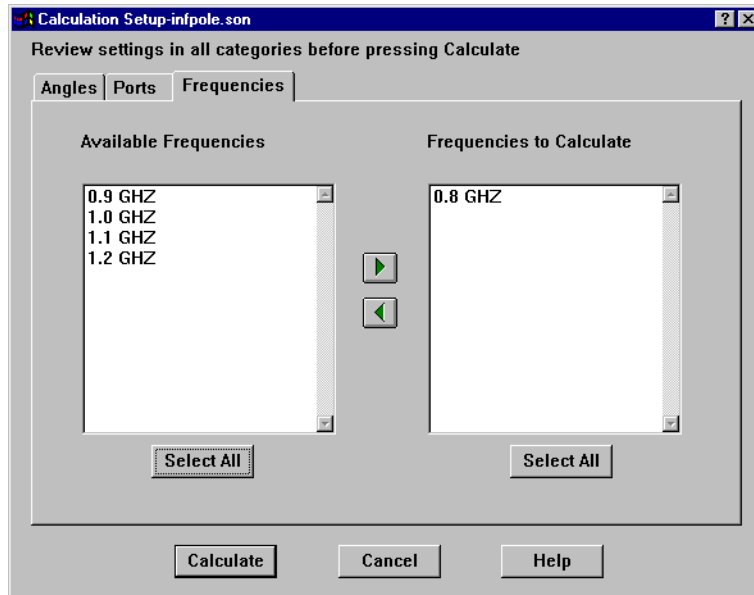 Calculation Setup-infpole.son
Review settings in all categories before pressing Calculate
Angles Ports Frequencies
Available Frequencies Frequencies to Calculate
0.9 GHZ 0.8 GHZ
1.0 GHZ
1.1 GHZ
1.2 GHZ
Select All Select All
Calculate Cancel Help